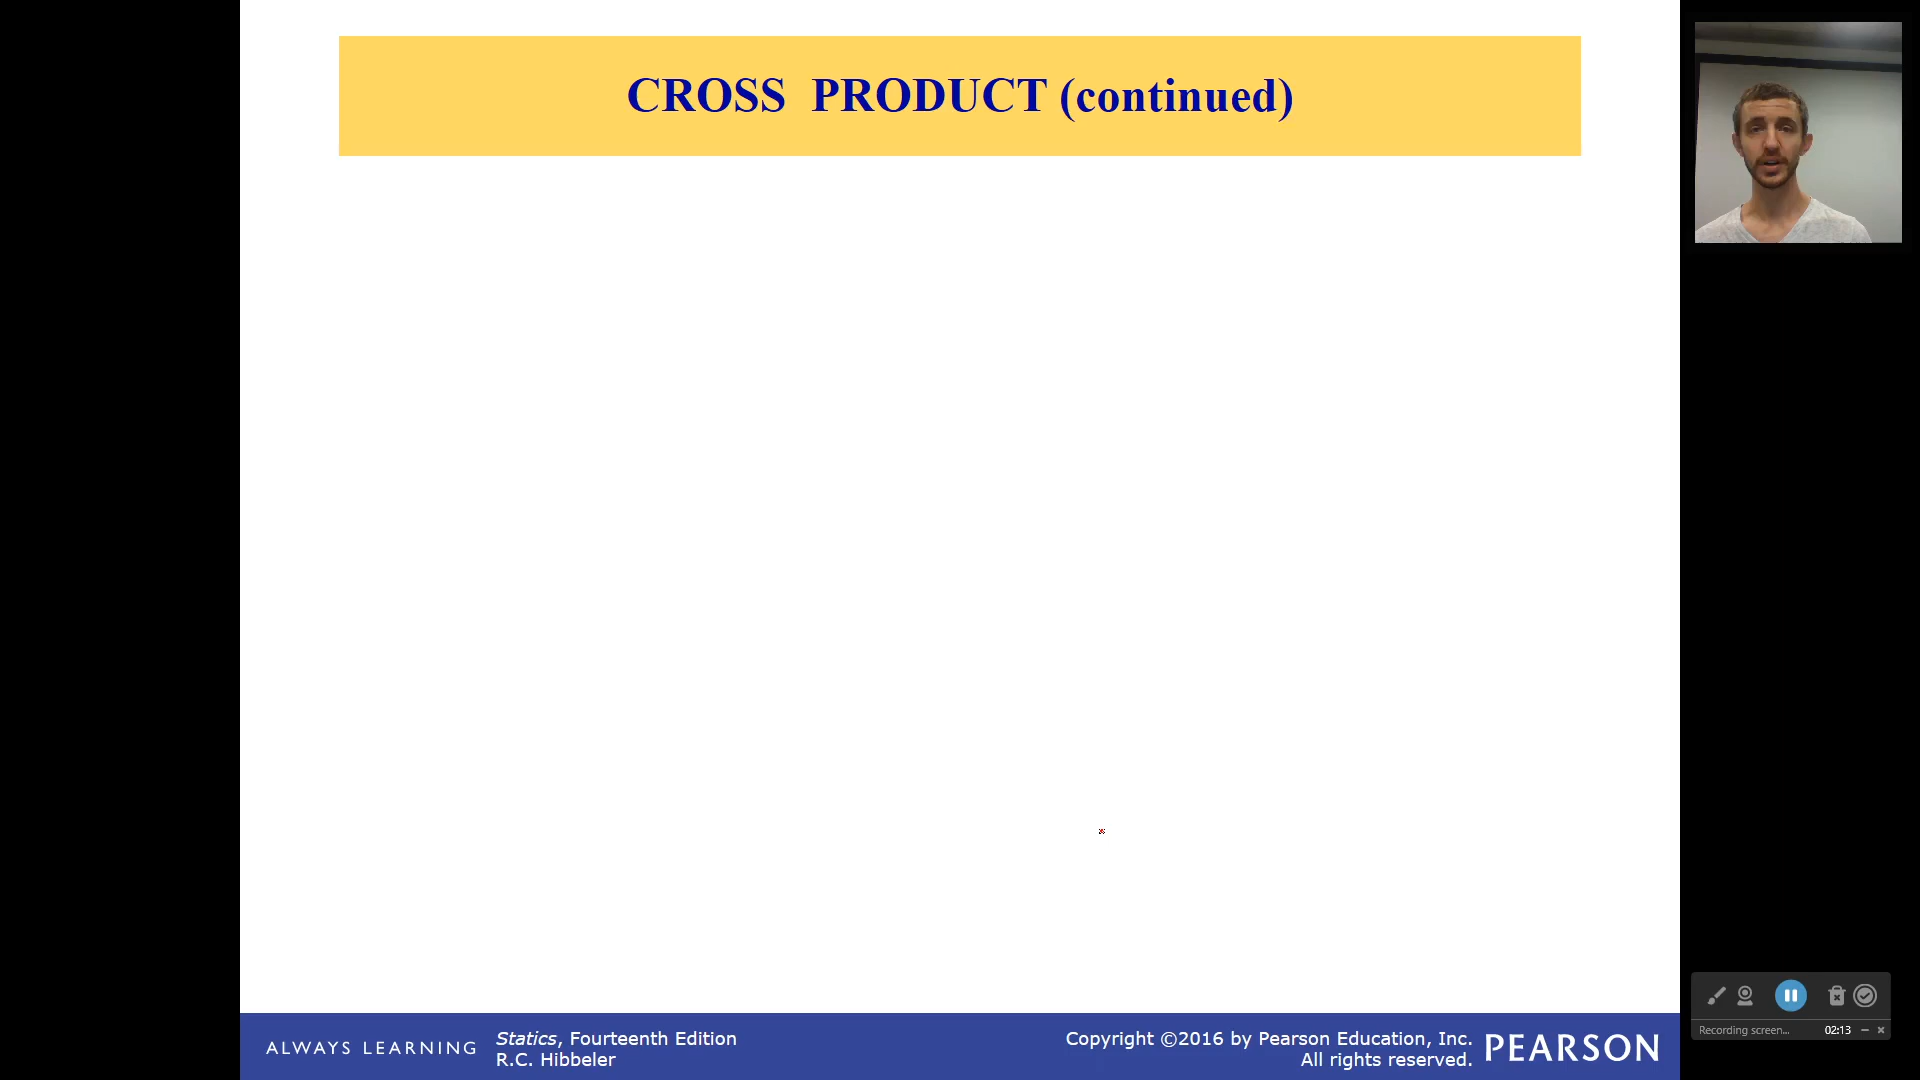 CROSS PRODUCT (continued)
ALWAYS LEARNING
Statics, Fourteenth Edition
R.C. Hibbeler
Copyright ©2016 by Pearson Education, Inc.
All rights reserved.
PEARSON
Recording screen... 02:13